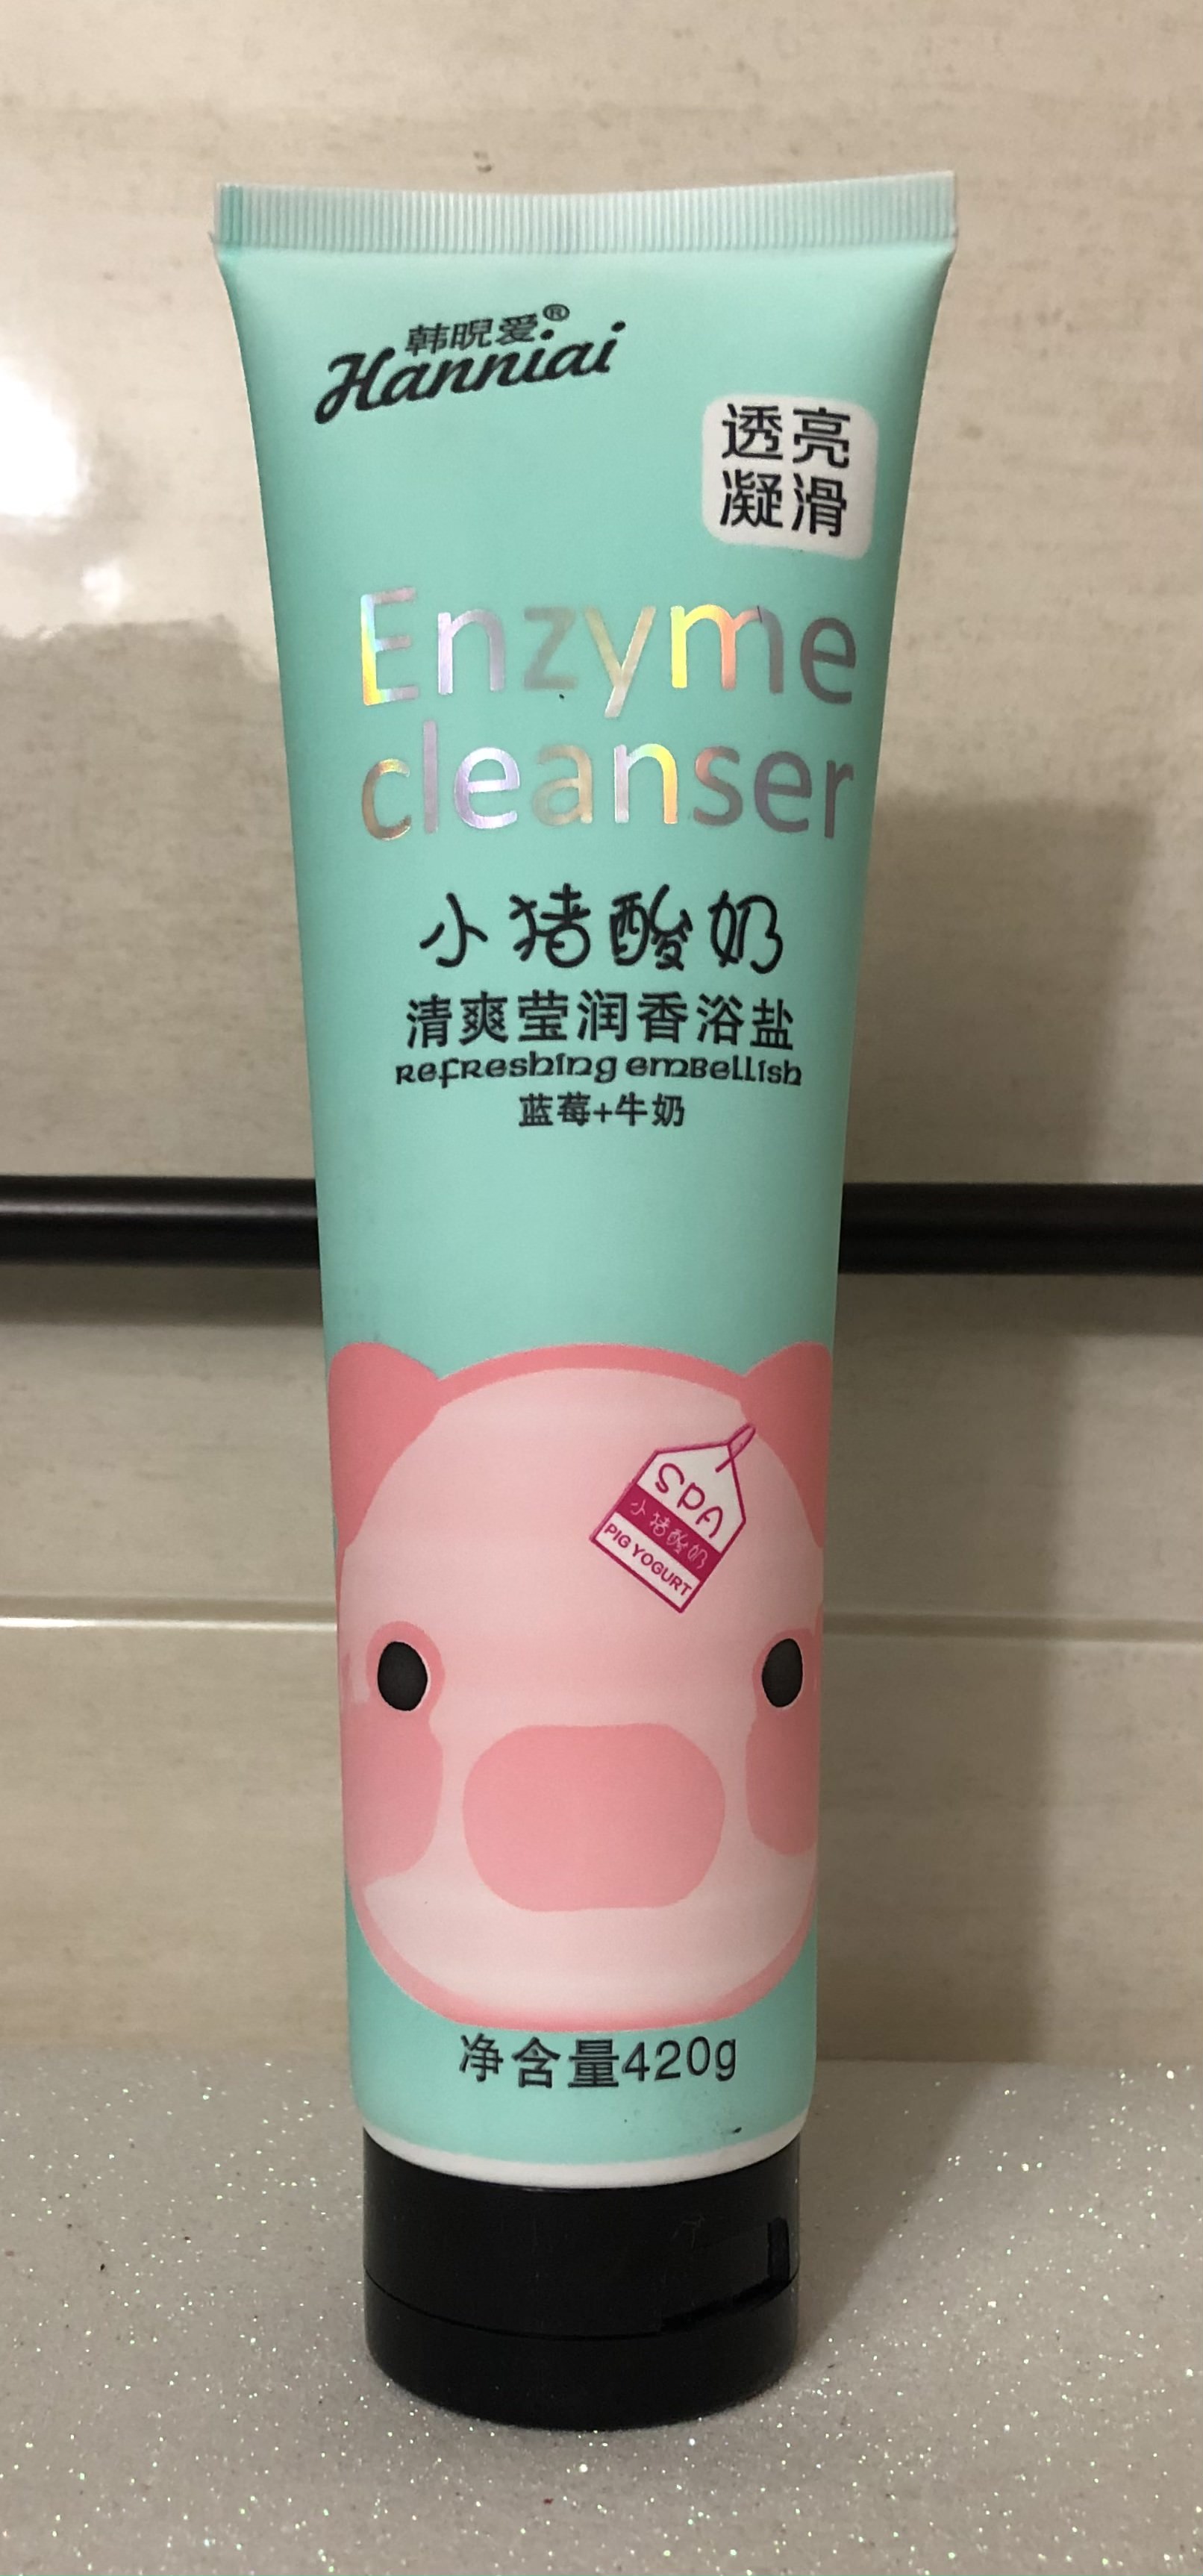 韩晲爱®
Hanniai
透亮
凝滑
Enzyme
cleanser
小猪酸奶
清爽莹润香浴盐
Refreshing embellish
蓝莓+牛奶
SPA
小猪酸奶
PIG YOGURT
净含量420g